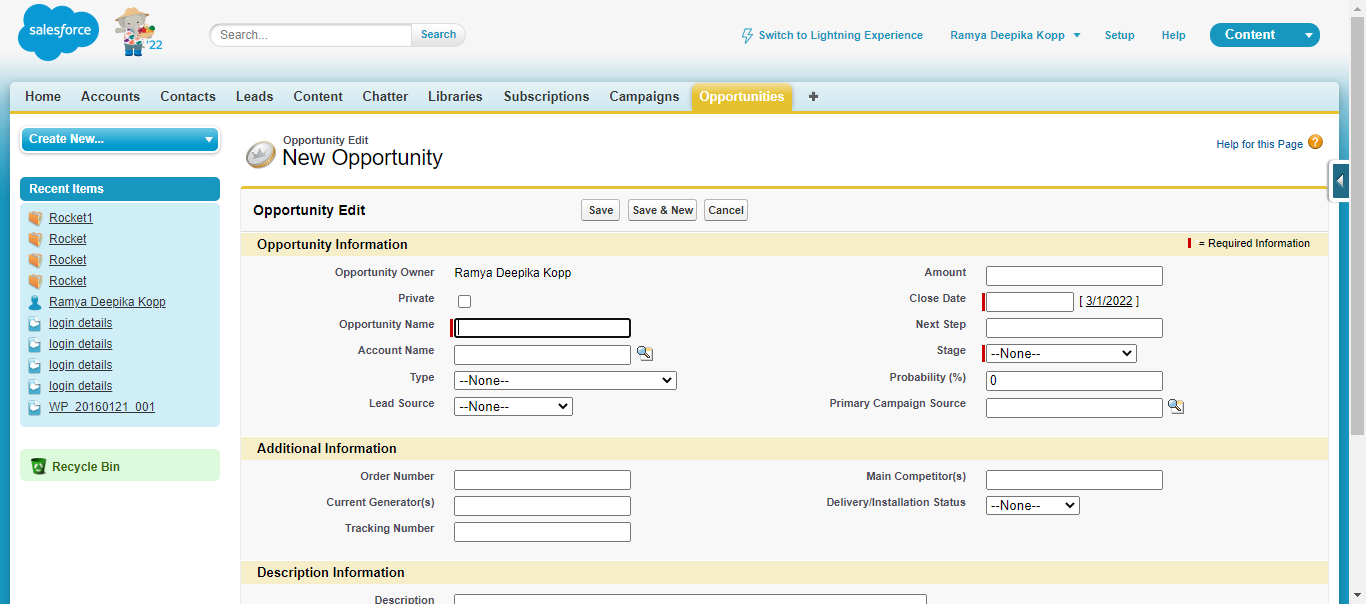 salesforce
'22
Search...
Search
Switch to Lightning Experience
Ramya Deepika Kopp
Setup
Help
Content
Home
Accounts
Contacts
Leads
Content
Chatter
Libraries
Subscriptions
Campaigns
Opportunities
+
Create New...
Recent Items
Rocket1
Rocket
Rocket
Rocket
Ramya Deepika Kopp
login details
login details
login details
login details
WP_20160121_001
Recycle Bin
Opportunity Edit
New Opportunity
Help for this Page ?
Opportunity Edit
Save
Save & New
Cancel
Opportunity Information
= Required Information
Opportunity Owner
Ramya Deepika Kopp
Amount
Private
Close Date
[ 3/1/2022 ]
Opportunity Name
Next Step
Account Name
Stage
--None--
Type
--None--
Probability (%)
0
Lead Source
--None--
Primary Campaign Source
Additional Information
Order Number
Main Competitor(s)
Current Generator(s)
Delivery/Installation Status
--None--
Tracking Number
Description Information
Description